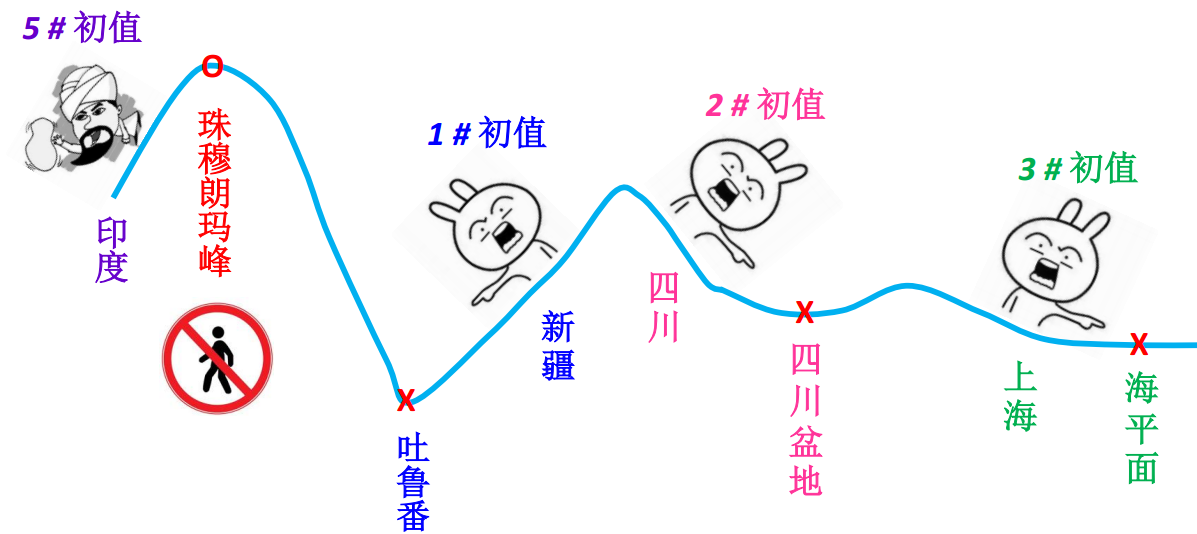 5 # 初值
O
珠穆朗玛峰
印度
1 # 初值
新疆
X
吐鲁番
2 # 初值
四川
X
四川盆地
3 # 初值
上海
X
海平面